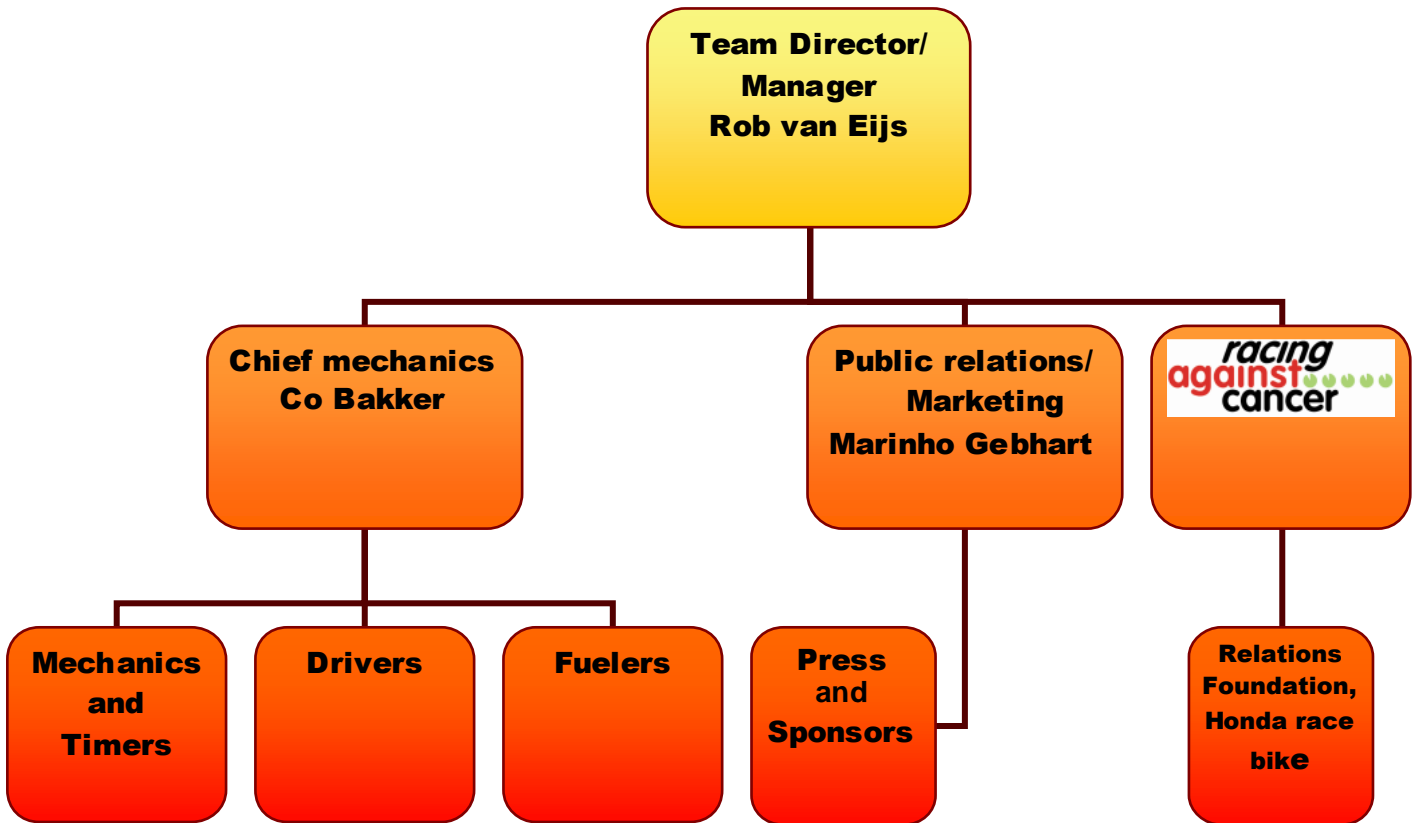 Team Director/
Manager
Rob van Eijs
Chief mechanics
Co Bakker
Public relations/
Marketing
Marinho Gebhart
racing
against
cancer
Mechanics
and
Timers
Drivers
Fuelers
Press
and
Sponsors
Relations
Foundation,
Honda race
bike